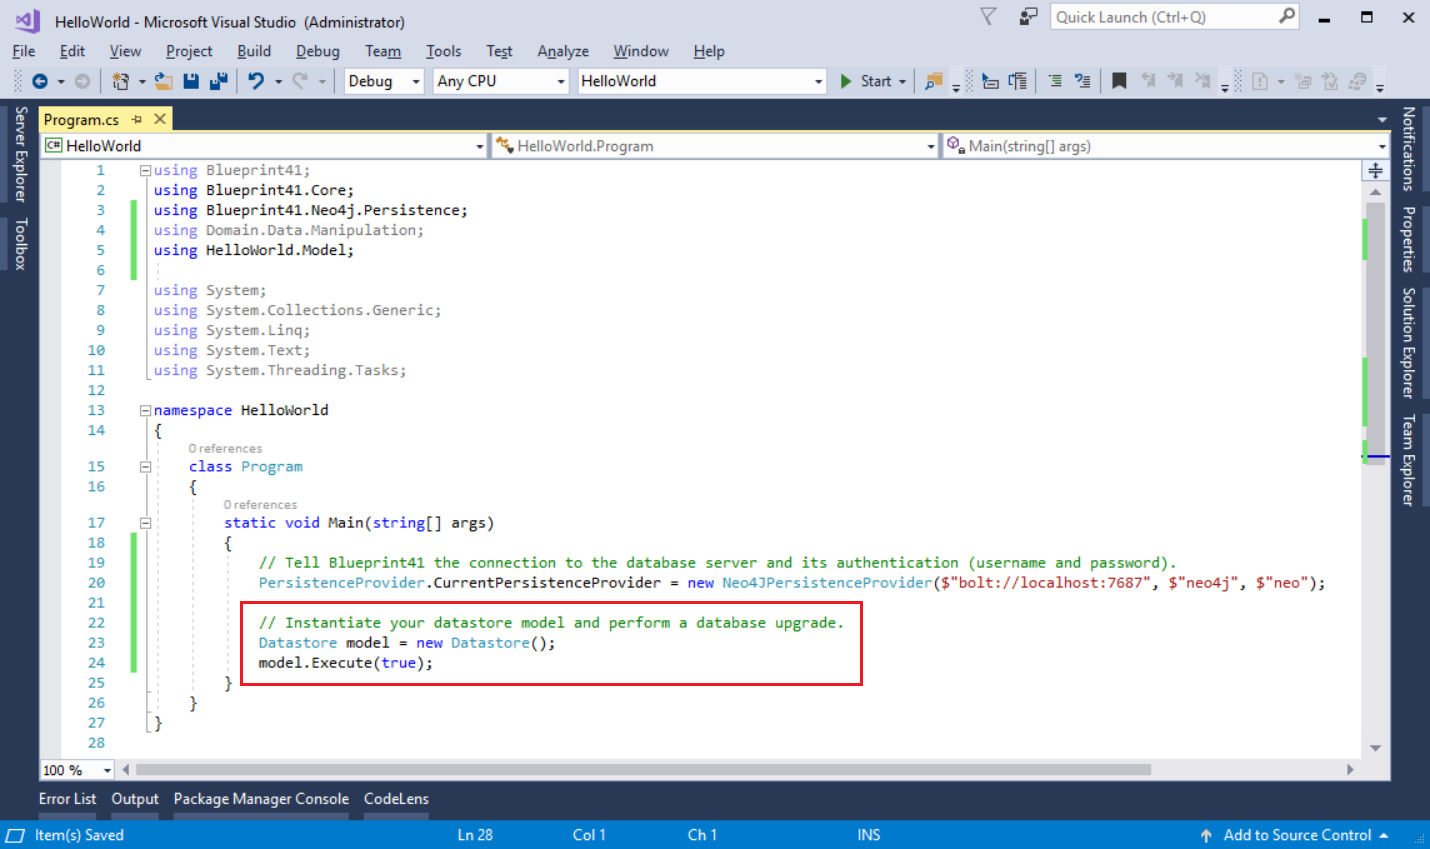 HelloWorld - Microsoft Visual Studio (Administrator)
Quick Launch (Ctrl+Q)
File Edit View Project Build Debug Team Tools Test Analyze Window Help
Debug Any CPU HelloWorld Start
Server Explorer
Toolbox
Program.cs
C# HelloWorld HelloWorld.Program Main(string[] args)
1 using Blueprint41;
2 using Blueprint41.Core;
3 using Blueprint41.Neo4j.Persistence;
4 using Domain.Data.Manipulation;
5 using HelloWorld.Model;
6
7 using System;
8 using System.Collections.Generic;
9 using System.Linq;
10 using System.Text;
11 using System.Threading.Tasks;
12
13 namespace HelloWorld
14 {
0 references
15 class Program
16 {
0 references
17 static void Main(string[] args)
18 {
19 // Tell Blueprint41 the connection to the database server and its authentication (username and password).
20 PersistenceProvider.CurrentPersistenceProvider = new Neo4JPersistenceProvider($"bolt://localhost:7687", $"neo4j", $"neo");
21
22 // Instantiate your datastore model and perform a database upgrade.
23 Datastore model = new Datastore();
24 model.Execute(true);
25 }
26 }
27 }
28
Notifications
Properties
Solution Explorer
Team Explorer
100 %
Error List Output Package Manager Console CodeLens
Item(s) Saved Ln 28 Col 1 Ch 1 INS Add to Source Control